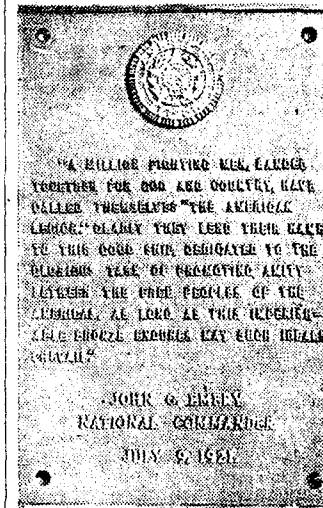 "A MILLION FIGHTING MEN, BANDED
TOGETHER FOR GOD AND COUNTRY, HAVE
CALLED THEMSELVES "THE AMERICAN
LEGION." GLADLY THEY LEND THEIR NAME
TO THIS GOOD SHIP, DEDICATED TO THE
GLORIOUS TASK OF PROMOTING AMITY
BETWEEN THE FREE PEOPLES OF THE
AMERICAS. AS LONG AS THIS IMPERISH-
ABLE BRONZE ENDURES MAY SUCH IDEALS
PREVAIL."
JOHN G. EMERY
NATIONAL COMMANDER
JULY 9, 1921.